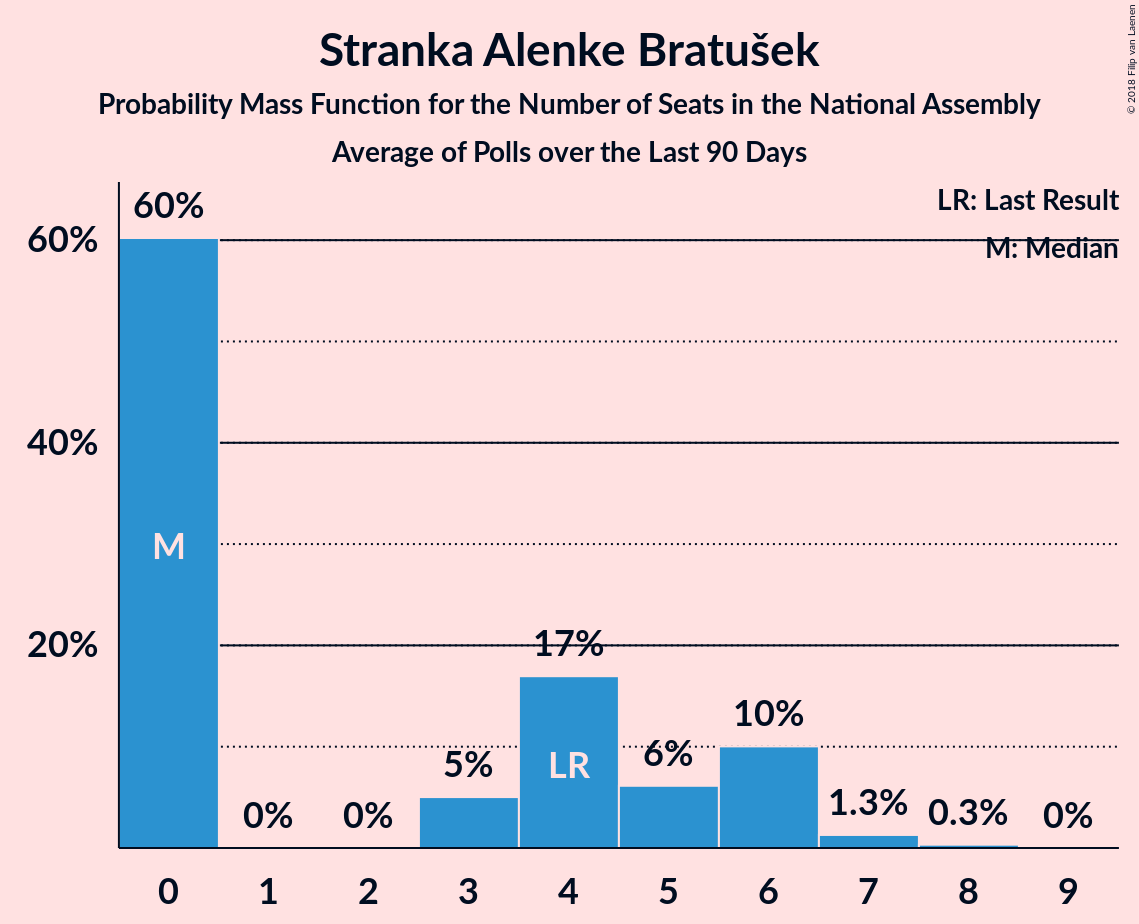 Stranka Alenke Bratušek
Probability Mass Function for the Number of Seats in the National Assembly
Average of Polls over the Last 90 Days
© 2018 Filip van Laenen
LR: Last Result
M: Median
60%
40%
20%
60%
0%
0%
5%
17%
6%
10%
1.3%
0.3%
0%
M
LR
0 1 2 3 4 5 6 7 8 9